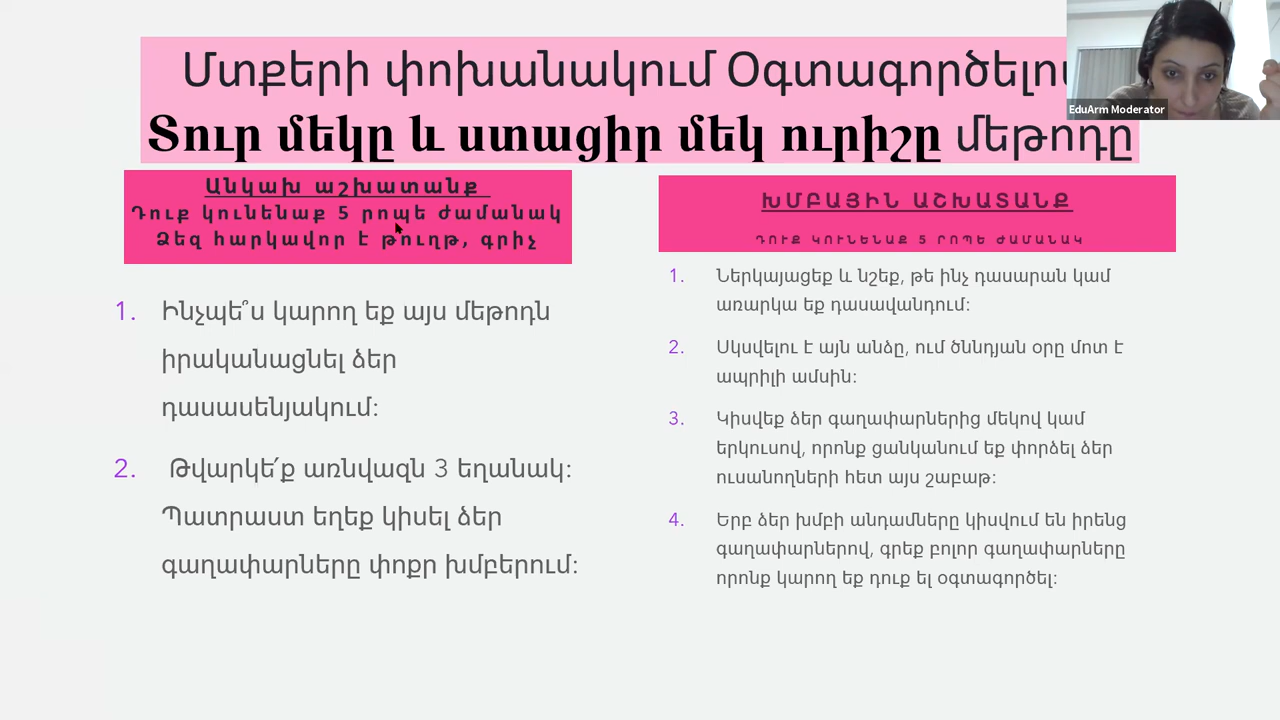 Մտքերի փոխանակում Օգտագործելով
Տուր մեկը և ստացիր մեկ ուրիշը մեթոդը
EduArm Moderator
Անկախ աշխատանք
Դուք կունենաք 5 րոպե ժամանակ
Ձեզ հարկավոր է թուղթ, գրիչ
1. Ինչպե՞ս կարող եք այս մեթոդն
իրականացնել ձեր
դասասենյակում:
2. Թվարկե՛ք առնվազն 3 եղանակ:
Պատրաստ եղեք կիսել ձեր
գաղափարները փոքր խմբերում:
ԽՄԲԱՅԻՆ ԱՇԽԱՏԱՆՔ
ԴՈՒՔ ԿՈՒՆԵՆԱՔ 5 ՐՈՊԵ ԺԱՄԱՆԱԿ
1. Ներկայացեք և նշեք, թե ինչ դասարան կամ
առարկա եք դասավանդում:
2. Սկսվելու է այն անձը, ում ծննդյան օրը մոտ է
ապրիլի ամսին:
3. Կիսվեք ձեր գաղափարներից մեկով կամ
երկուսով, որոնք ցանկանում եք փորձել ձեր
ուսանողների հետ այս շաբաթ:
4. Երբ ձեր խմբի անդամները կիսվում են իրենց
գաղափարներով, գրեք բոլոր գաղափարները
որոնք կարող եք դուք ել օգտագործել: